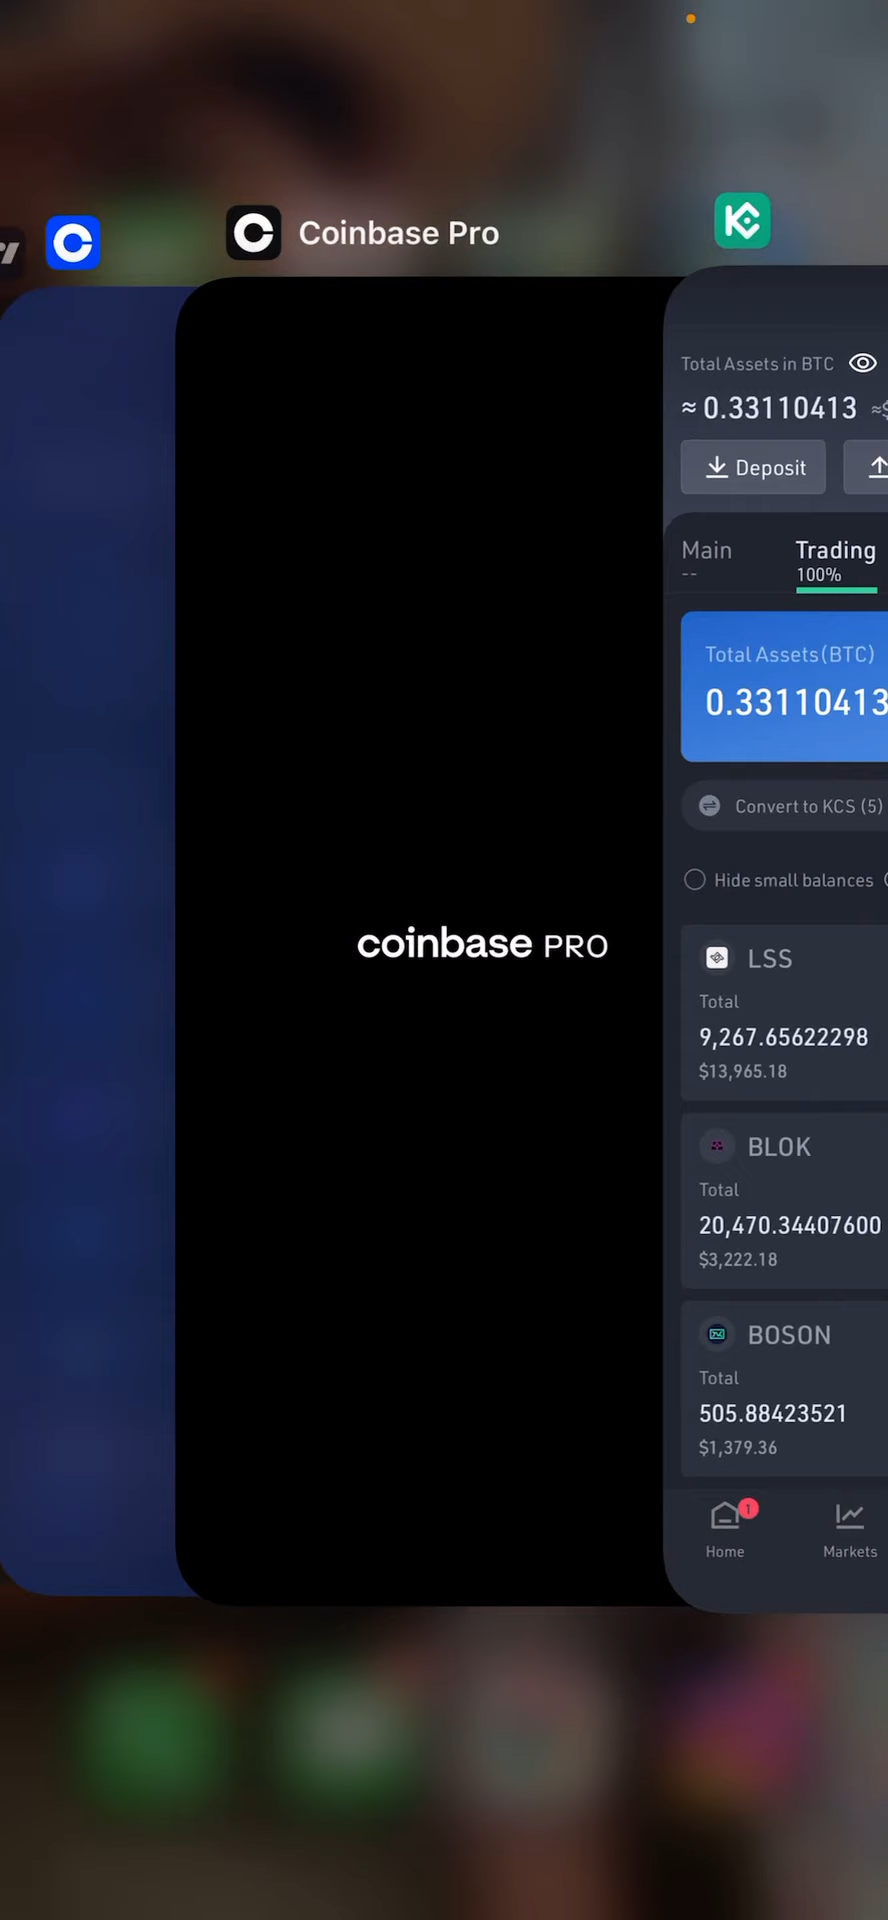 Coinbase Pro
coinbase PRO
Total Assets in BTC
≈ 0.33110413 ≈$
Deposit
Main
Trading
--
100%
Total Assets(BTC)
0.33110413
Convert to KCS (5)
Hide small balances
LSS
Total
9,267.65622298
$13,965.18
BLOK
Total
20,470.34407600
$3,222.18
BOSON
Total
505.88423521
$1,379.36
1
Home
Markets